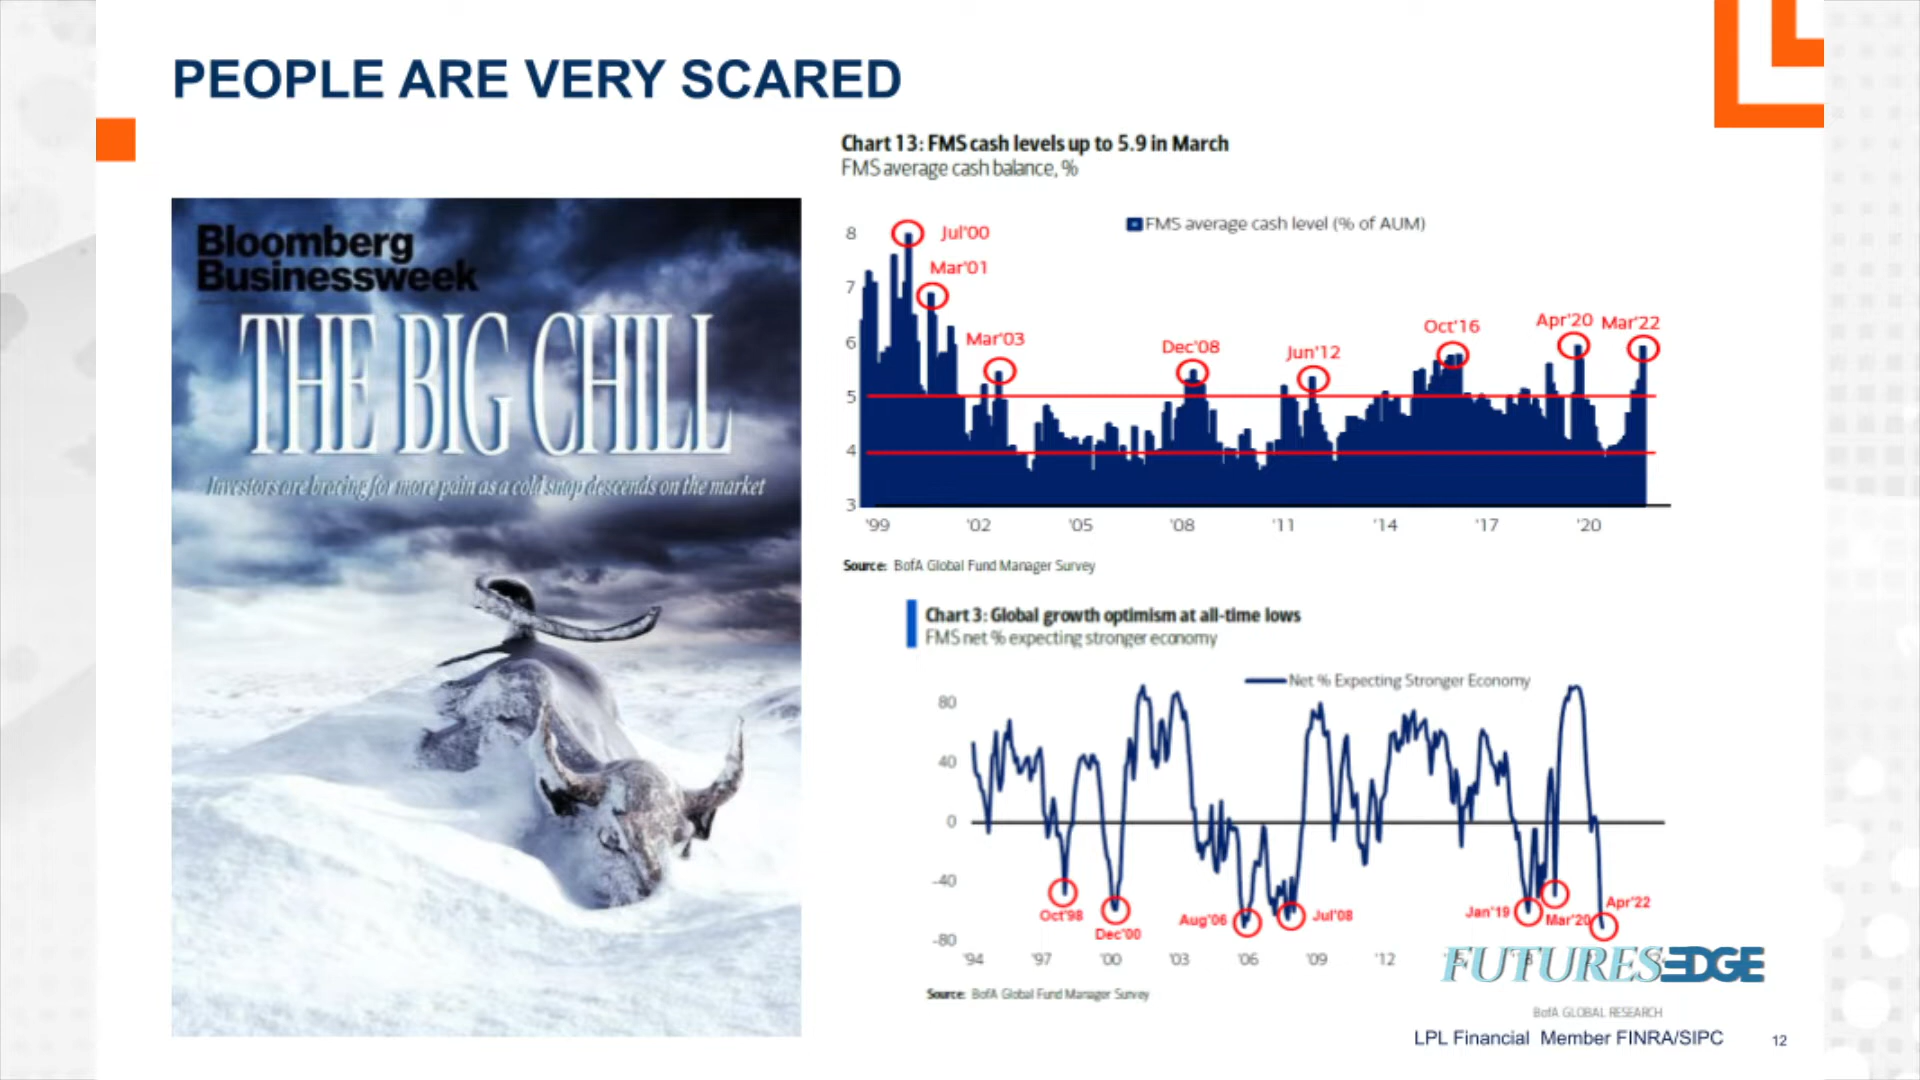 PEOPLE ARE VERY SCARED
Bloomberg
Businessweek
THE BIG CHILL
Investors are bracing for more pain as a cold snap descends on the market
Chart 13: FMS cash levels up to 5.9 in March
FMS average cash balance, %
FMS average cash level (% of AUM)
8
7
6
5
4
3
Jul'00
Mar'01
Mar'03
Dec'08
Jun'12
Oct'16
Apr'20
Mar'22
'99 '02 '05 '08 '11 '14 '17 '20
Source: BofA Global Fund Manager Survey
Chart 3: Global growth optimism at all-time lows
FMS net % expecting stronger economy
Net % Expecting Stronger Economy
80
40
0
-40
-80
Oct'98
Dec'00
Aug'06
Jul'08
Jan'19
Mar'20
Apr'22
'94 '97 '00 '03 '06 '09 '12
FUTURES EDGE
Source: BofA Global Fund Manager Survey
BofA GLOBAL RESEARCH
LPL Financial Member FINRA/SIPC
12